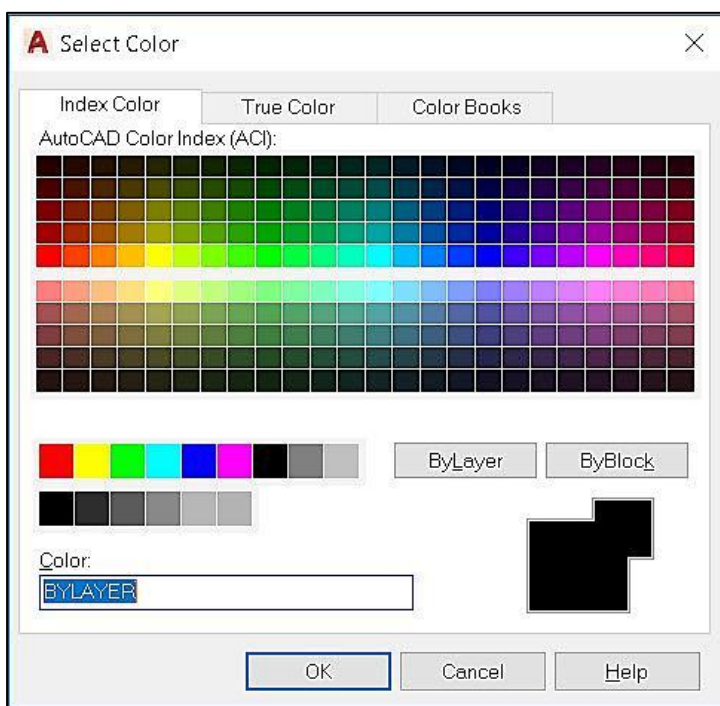 Select Color
Index Color True Color Color Books
AutoCAD Color Index (ACI):
ByLayer ByBlock
Color:
BYLAYER
OK Cancel Help